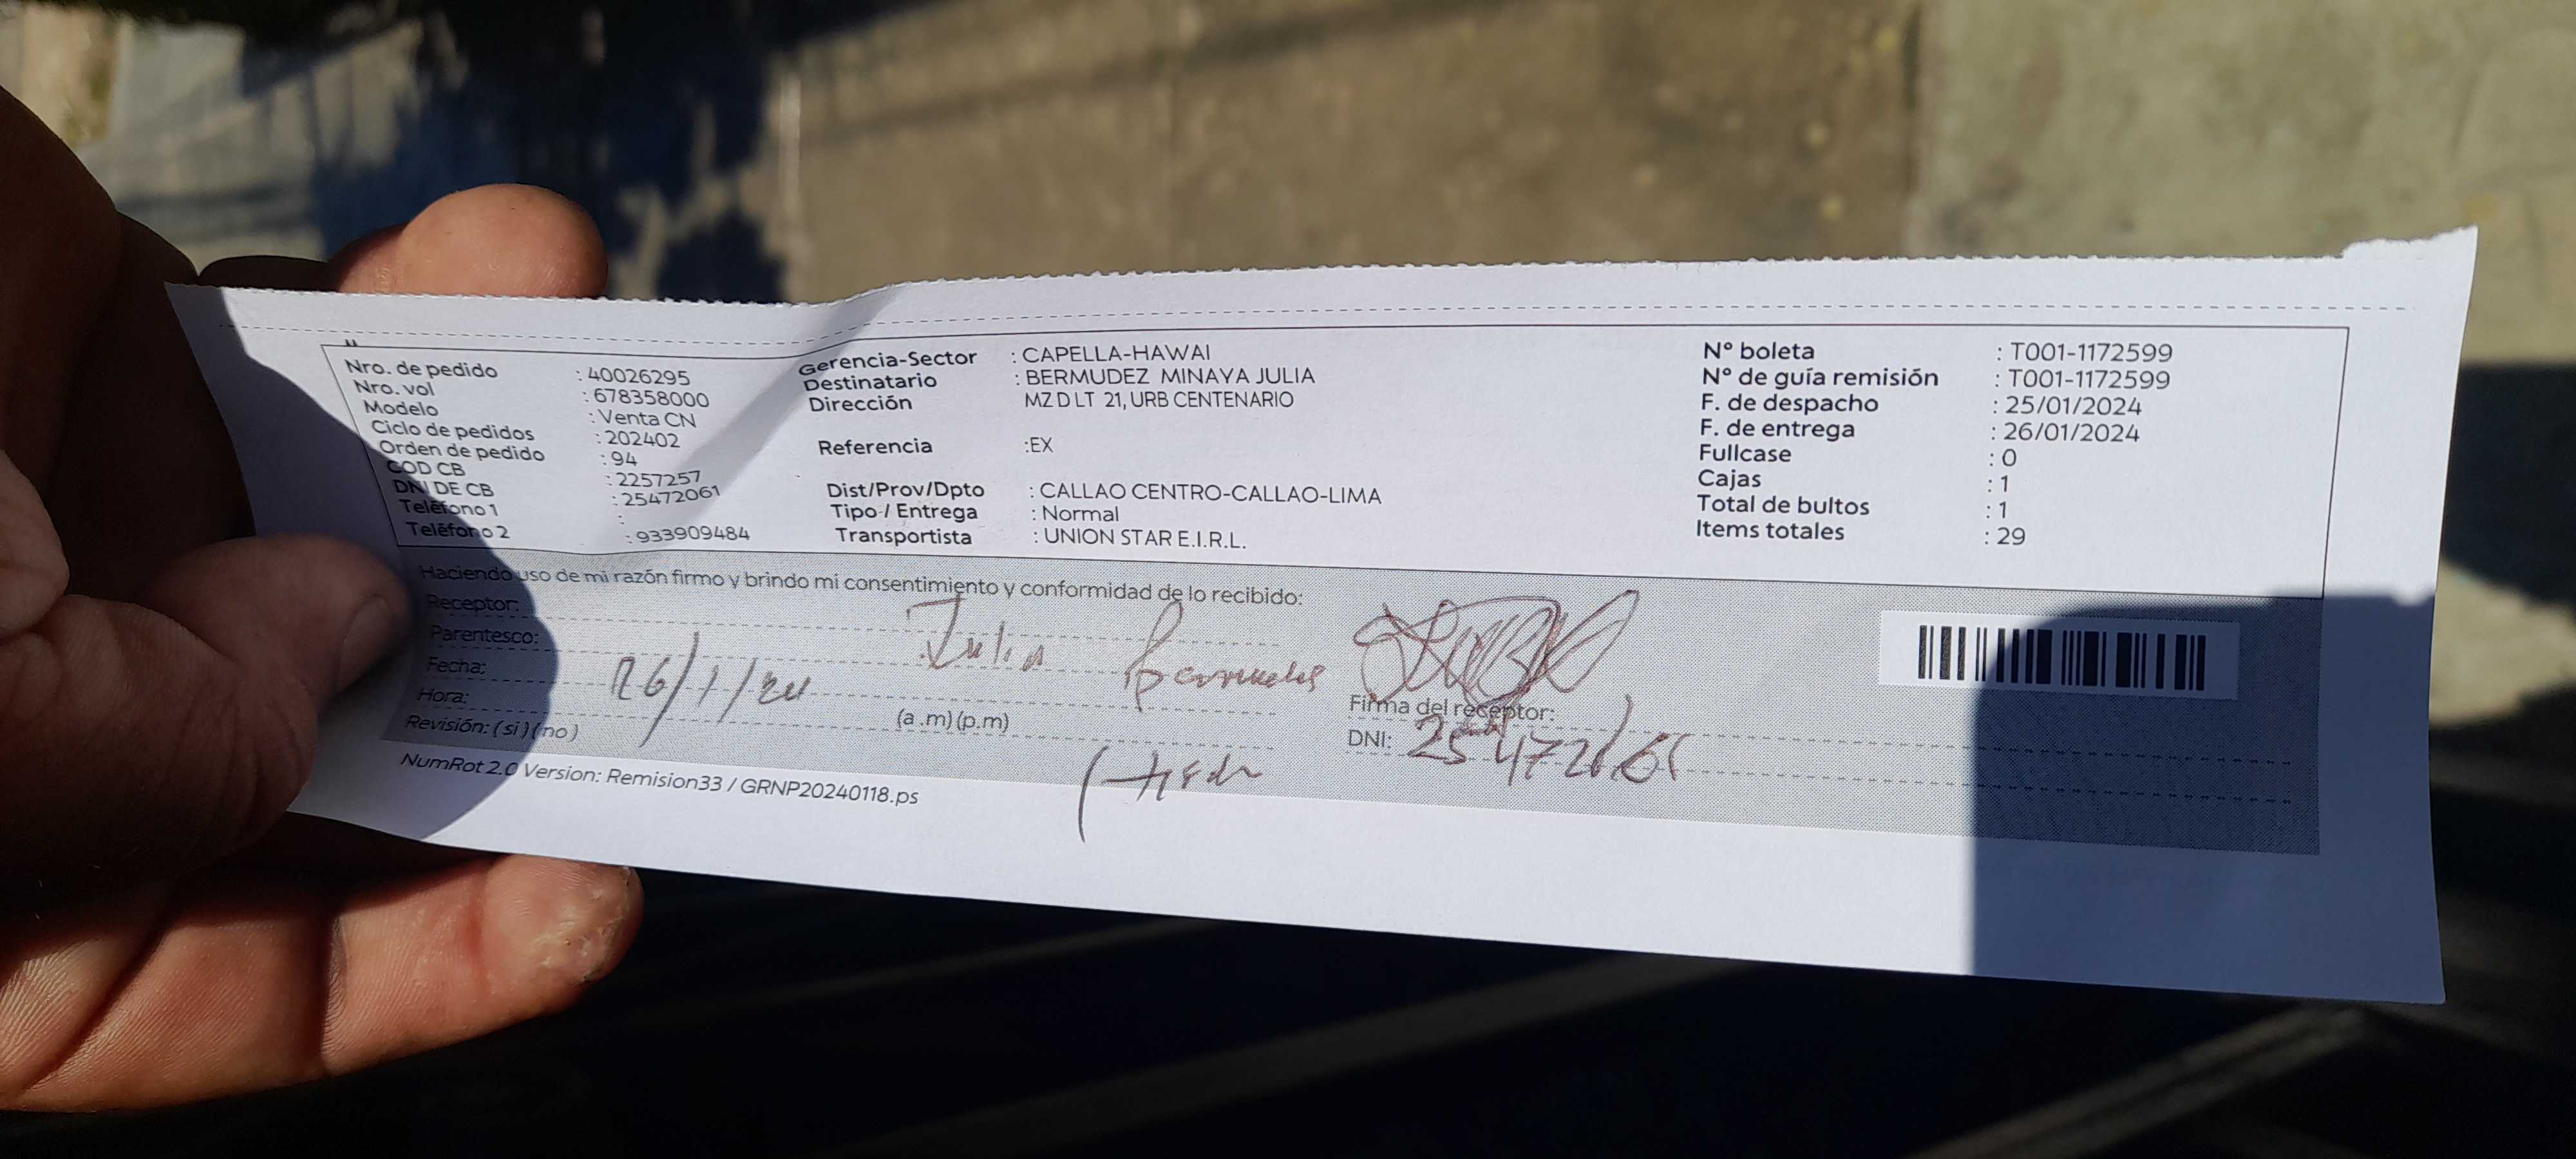 Nro. de pedido : 40026295
Nro. vol : 678358000
Modelo : Venta CN
Ciclo de pedidos : 202402
Orden de pedido : 94
COD CB : 2257257
DNI DE CB : 25472061
Teléfono 1 :
Teléfono 2 : 933909484
Gerencia-Sector : CAPELLA-HAWAI
Destinatario : BERMUDEZ MINAYA JULIA
Dirección MZ D LT 21, URB CENTENARIO
Referencia :EX
Dist/Prov/Dpto : CALLAO CENTRO-CALLAO-LIMA
Tipo / Entrega : Normal
Transportista : UNION STAR E.I.R.L.
Nº boleta : T001-1172599
Nº de guía remisión : T001-1172599
F. de despacho : 25/01/2024
F. de entrega : 26/01/2024
Fullcase : 0
Cajas : 1
Total de bultos : 1
Items totales : 29
Haciendo uso de mi razón firmo y brindo mi consentimiento y conformidad de lo recibido:
Receptor:
Parentesco: Julia Bermudes
Fecha: 26/1/24
Hora: (a .m) (p.m)
Revisión: ( si ) ( no )
Firma del receptor:
DNI:
NumRot 2.0 Version: Remision33 / GRNP20240118.ps